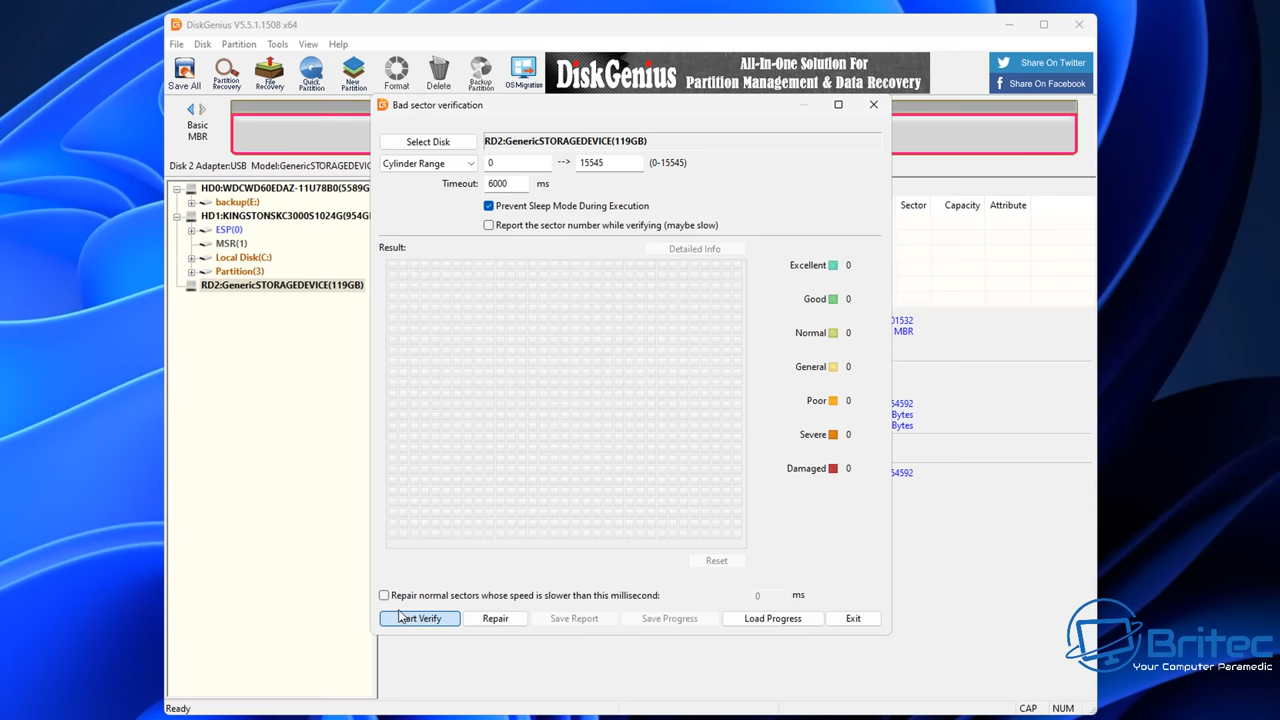 DiskGenius V5.5.1.1508 x64
File Disk Partition Tools View Help
Save All
Partition Recovery
File Recovery
Quick Partition
New Partition
Format
Delete
Backup Partition
OS Migration
DiskGenius
All-In-One Solution For
Partition Management & Data Recovery
Share On Twitter
Share On Facebook
Basic
MBR
Disk 2 Adapter:USB Model:GenericSTORAGEDEVIC
HD0:WDCWD60EDAZ-11U78B0(5589G
backup(E:)
HD1:KINGSTONSKC3000S1024G(954G
ESP(0)
MSR(1)
Local Disk(C:)
Partition(3)
RD2:GenericSTORAGEDEVICE(119GB)
Bad sector verification
Select Disk RD2:GenericSTORAGEDEVICE(119GB)
Cylinder Range 0 --> 15545 (0-15545)
Timeout: 6000 ms
Prevent Sleep Mode During Execution
Report the sector number while verifying (maybe slow)
Result: Detailed Info
Excellent 0
Good 0
Normal 0
General 0
Poor 0
Severe 0
Damaged 0
Reset
Repair normal sectors whose speed is slower than this millisecond: 0 ms
art Verify Repair Save Report Save Progress Load Progress Exit
Sector Capacity Attribute
01532
MBR
54592
Bytes
Bytes
54592
Britec
Your Computer Paramedic
Ready CAP NUM